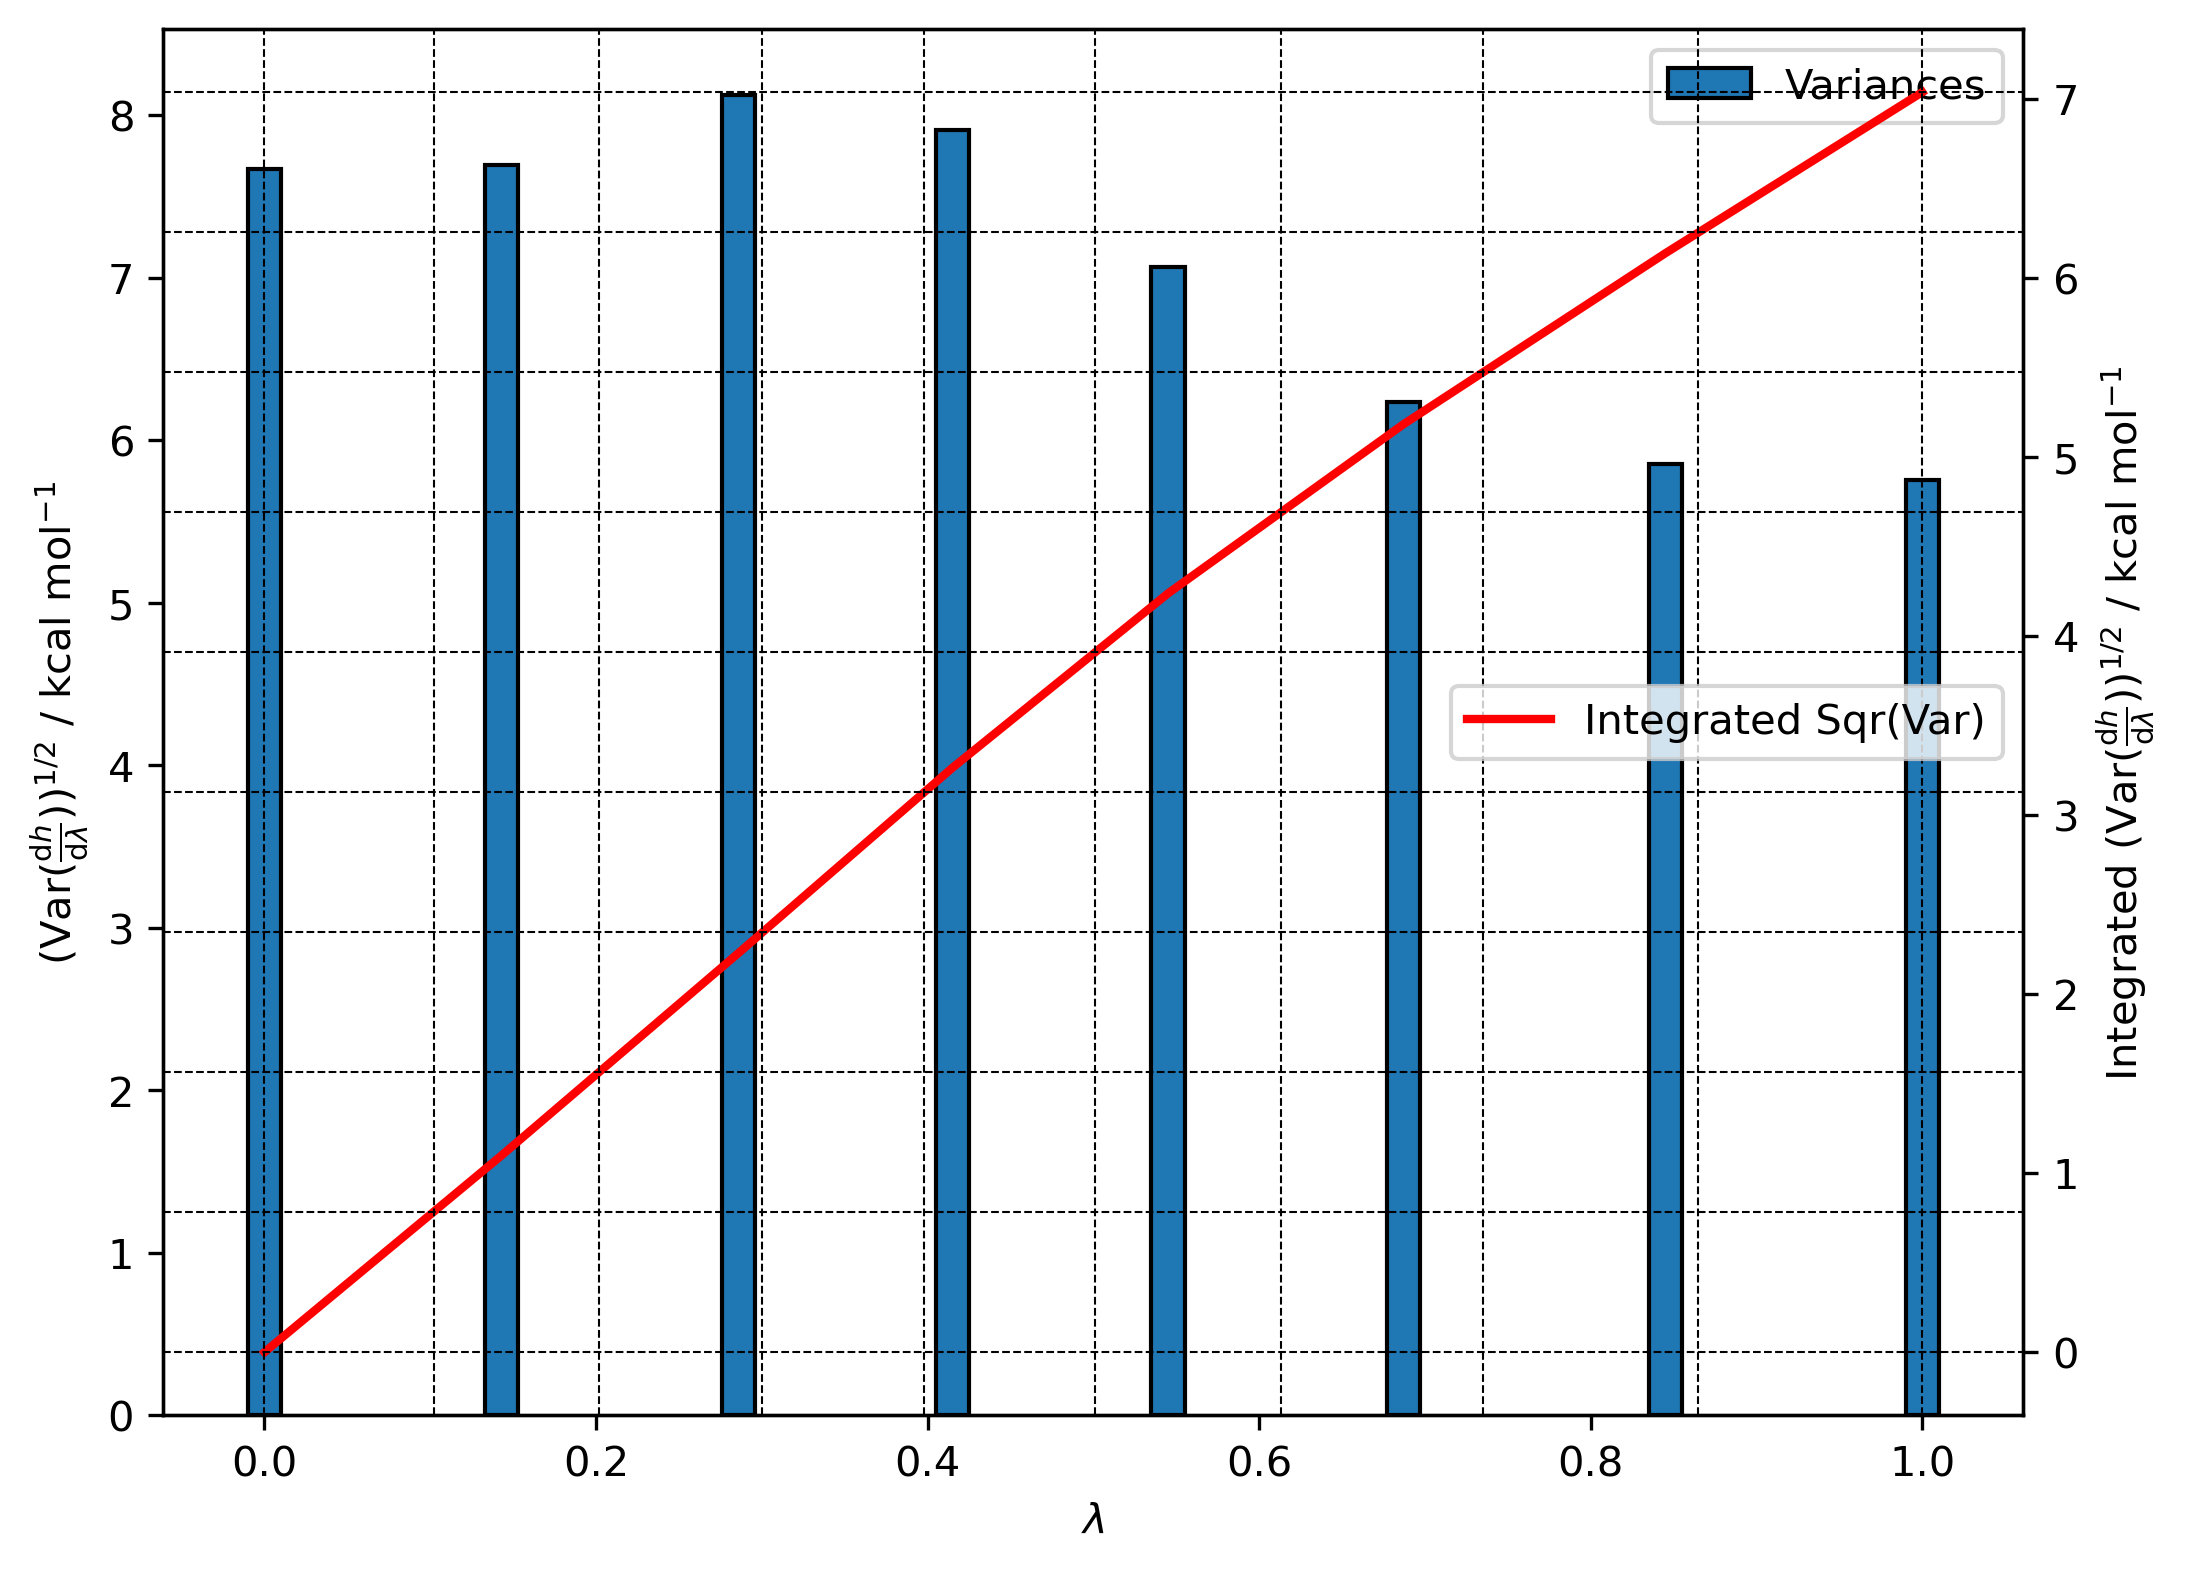 Variances
Integrated Sqr(Var)
(Var(dh/dλ))^1/2 / kcal mol^−1
8
7
6
5
4
3
2
1
0
7
6
5
4
3
2
1
0
Integrated (Var(dh/dλ))^1/2 / kcal mol^−1
0.0 0.2 0.4 0.6 0.8 1.0
λ